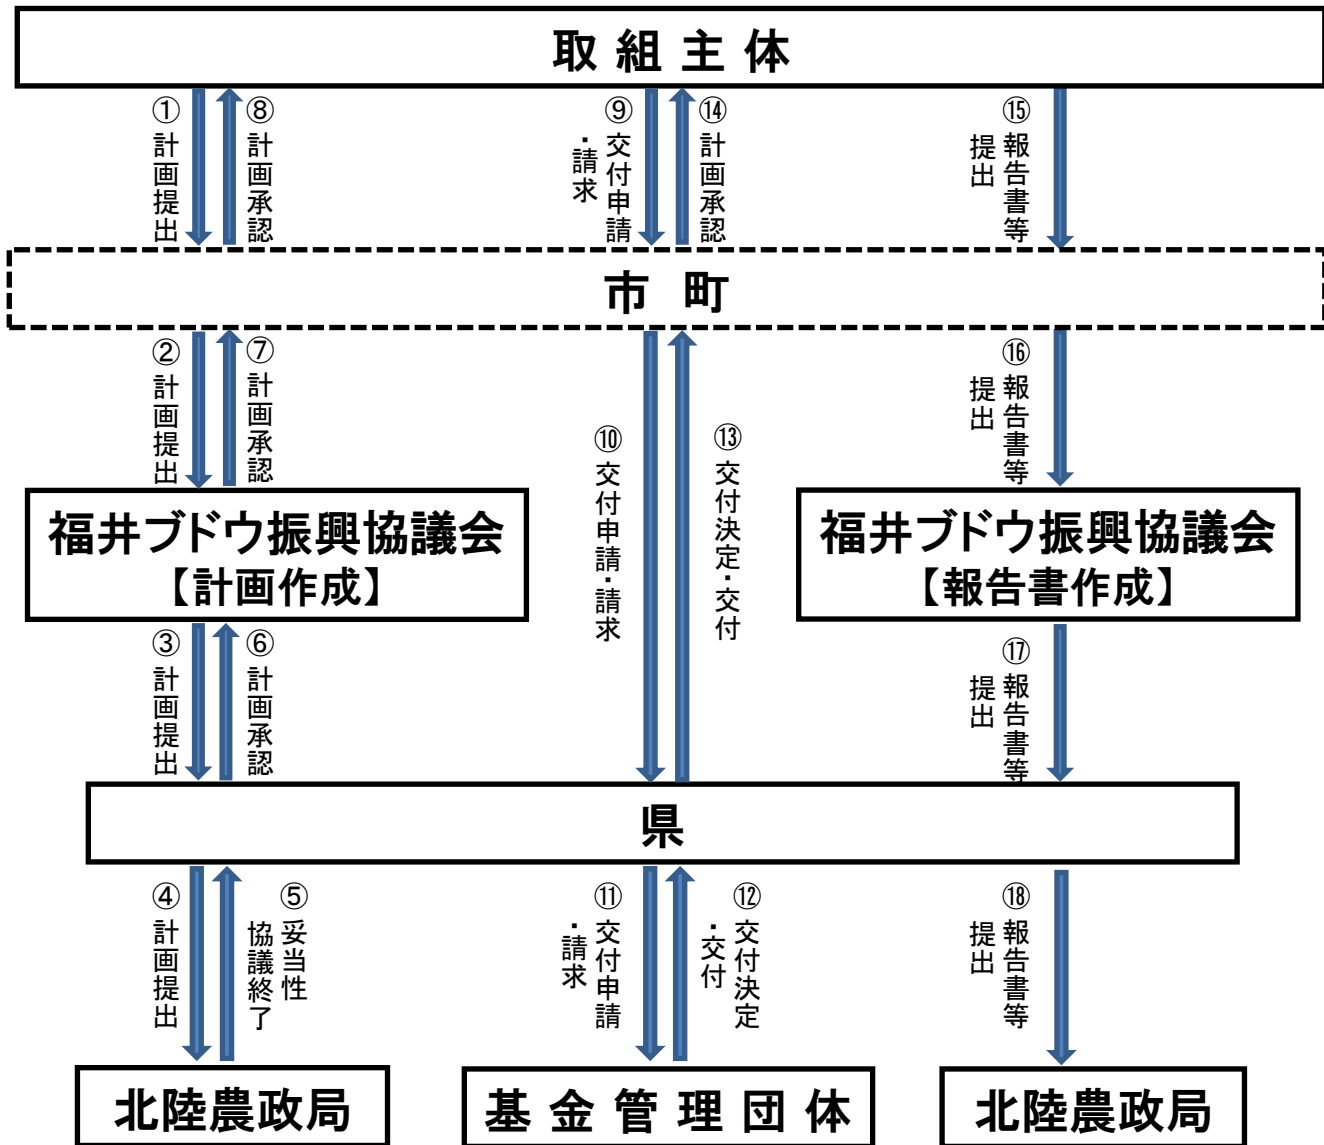 取組主体
①計画提出
⑧計画承認
⑨交付申請
・請求
⑭計画承認
⑮報告書等
提出
市町
②計画提出
⑦計画承認
⑩交付申請・請求
⑬交付決定・交付
⑯報告書等
提出
福井ブドウ振興協議会
【計画作成】
福井ブドウ振興協議会
【報告書作成】
③計画提出
⑥計画承認
⑰報告書等
提出
県
④計画提出
⑤妥当性
協議終了
⑪交付申請
・請求
⑫交付決定
・交付
⑱報告書等
提出
北陸農政局
基金管理団体
北陸農政局